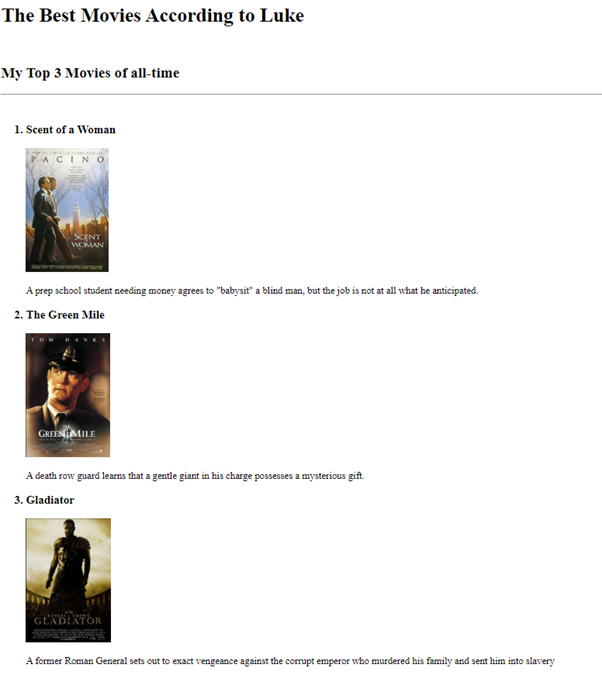 The Best Movies According to Luke
My Top 3 Movies of all-time
1. Scent of a Woman
PACINO
SCENT
OF A
WOMAN
A prep school student needing money agrees to "babysit" a blind man, but the job is not at all what he anticipated.
2. The Green Mile
TOM HANKS
THE
GREEN MILE
A death row guard learns that a gentle giant in his charge possesses a mysterious gift.
3. Gladiator
RUSSELL CROWE
GLADIATOR
A former Roman General sets out to exact vengeance against the corrupt emperor who murdered his family and sent him into slavery